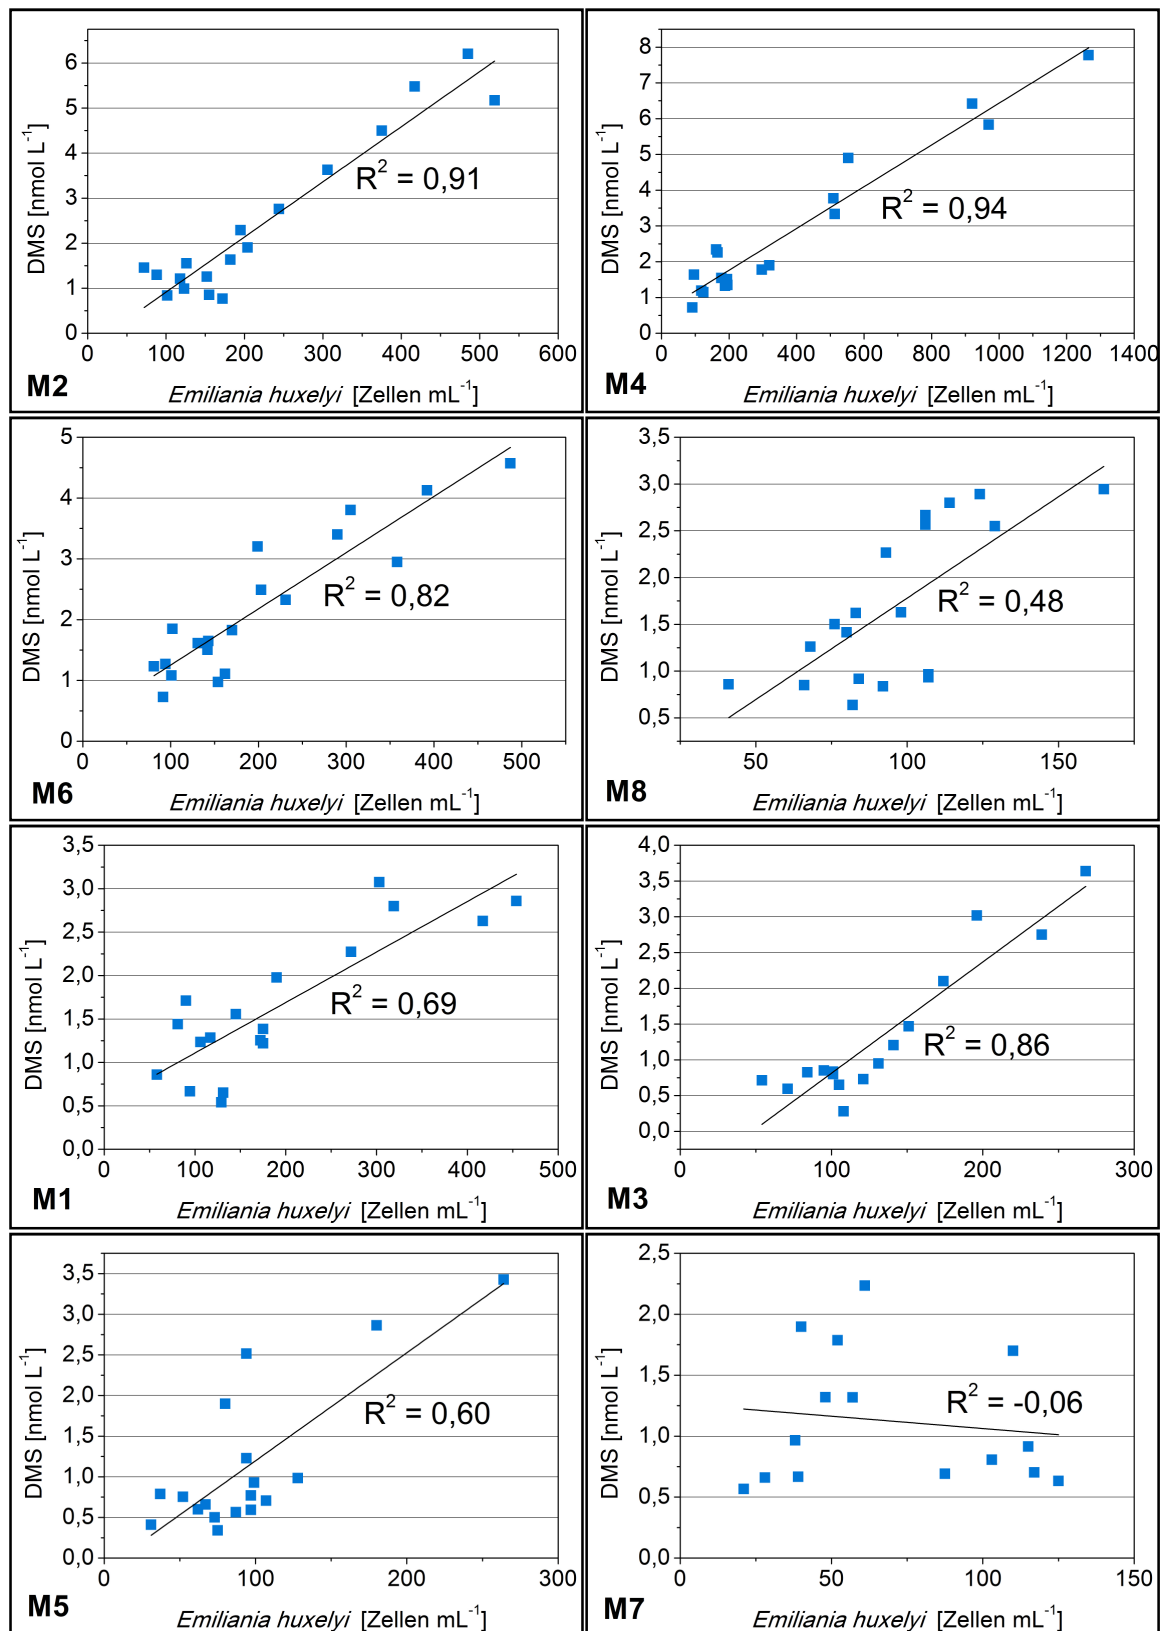 6
5
4
3
2
1
0
DMS [nmol L⁻¹]
R² = 0,91
0 100 200 300 400 500 600
M2
Emiliania huxelyi [Zellen mL⁻¹]
8
7
6
5
4
3
2
1
0
DMS [nmol L⁻¹]
R² = 0,94
0 200 400 600 800 1000 1200 1400
M4
Emiliania huxelyi [Zellen mL⁻¹]
5
4
3
2
1
0
DMS [nmol L⁻¹]
R² = 0,82
0 100 200 300 400 500
M6
Emiliania huxelyi [Zellen mL⁻¹]
3,5
3,0
2,5
2,0
1,5
1,0
0,5
DMS [nmol L⁻¹]
R² = 0,48
50 100 150
M8
Emiliania huxelyi [Zellen mL⁻¹]
3,5
3,0
2,5
2,0
1,5
1,0
0,5
0,0
DMS [nmol L⁻¹]
R² = 0,69
0 100 200 300 400 500
M1
Emiliania huxelyi [Zellen mL⁻¹]
4,0
3,5
3,0
2,5
2,0
1,5
1,0
0,5
0,0
DMS [nmol L⁻¹]
R² = 0,86
0 100 200 300
M3
Emiliania huxelyi [Zellen mL⁻¹]
3,5
3,0
2,5
2,0
1,5
1,0
0,5
0,0
DMS [nmol L⁻¹]
R² = 0,60
0 100 200 300
M5
Emiliania huxelyi [Zellen mL⁻¹]
2,5
2,0
1,5
1,0
0,5
0,0
DMS [nmol L⁻¹]
R² = -0,06
0 50 100 150
M7
Emiliania huxelyi [Zellen mL⁻¹]